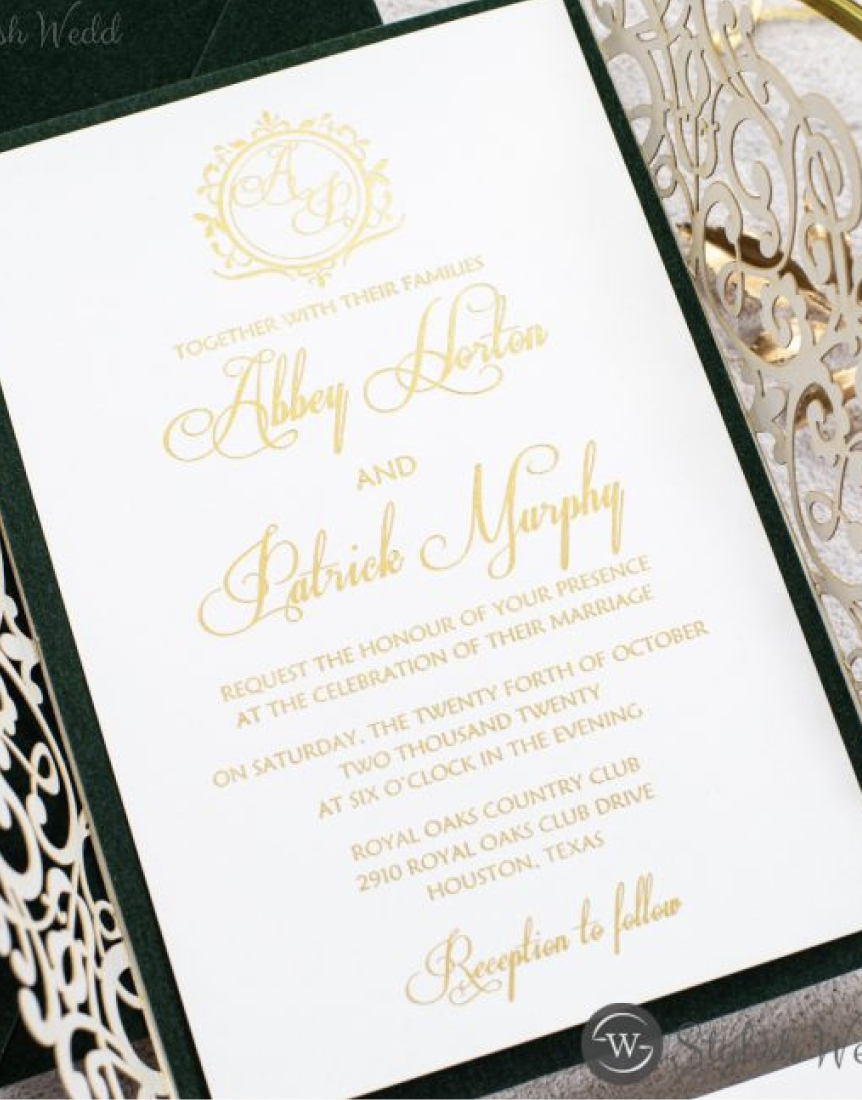 sh Wedd
TOGETHER WITH THEIR FAMILIES
Abbey Horton
AND
Patrick Murphy
REQUEST THE HONOUR OF YOUR PRESENCE
AT THE CELEBRATION OF THEIR MARRIAGE
ON SATURDAY, THE TWENTY FORTH OF OCTOBER
TWO THOUSAND TWENTY
AT SIX O'CLOCK IN THE EVENING
ROYAL OAKS COUNTRY CLUB
2910 ROYAL OAKS CLUB DRIVE
HOUSTON, TEXAS
Reception to follow
W Stylish We